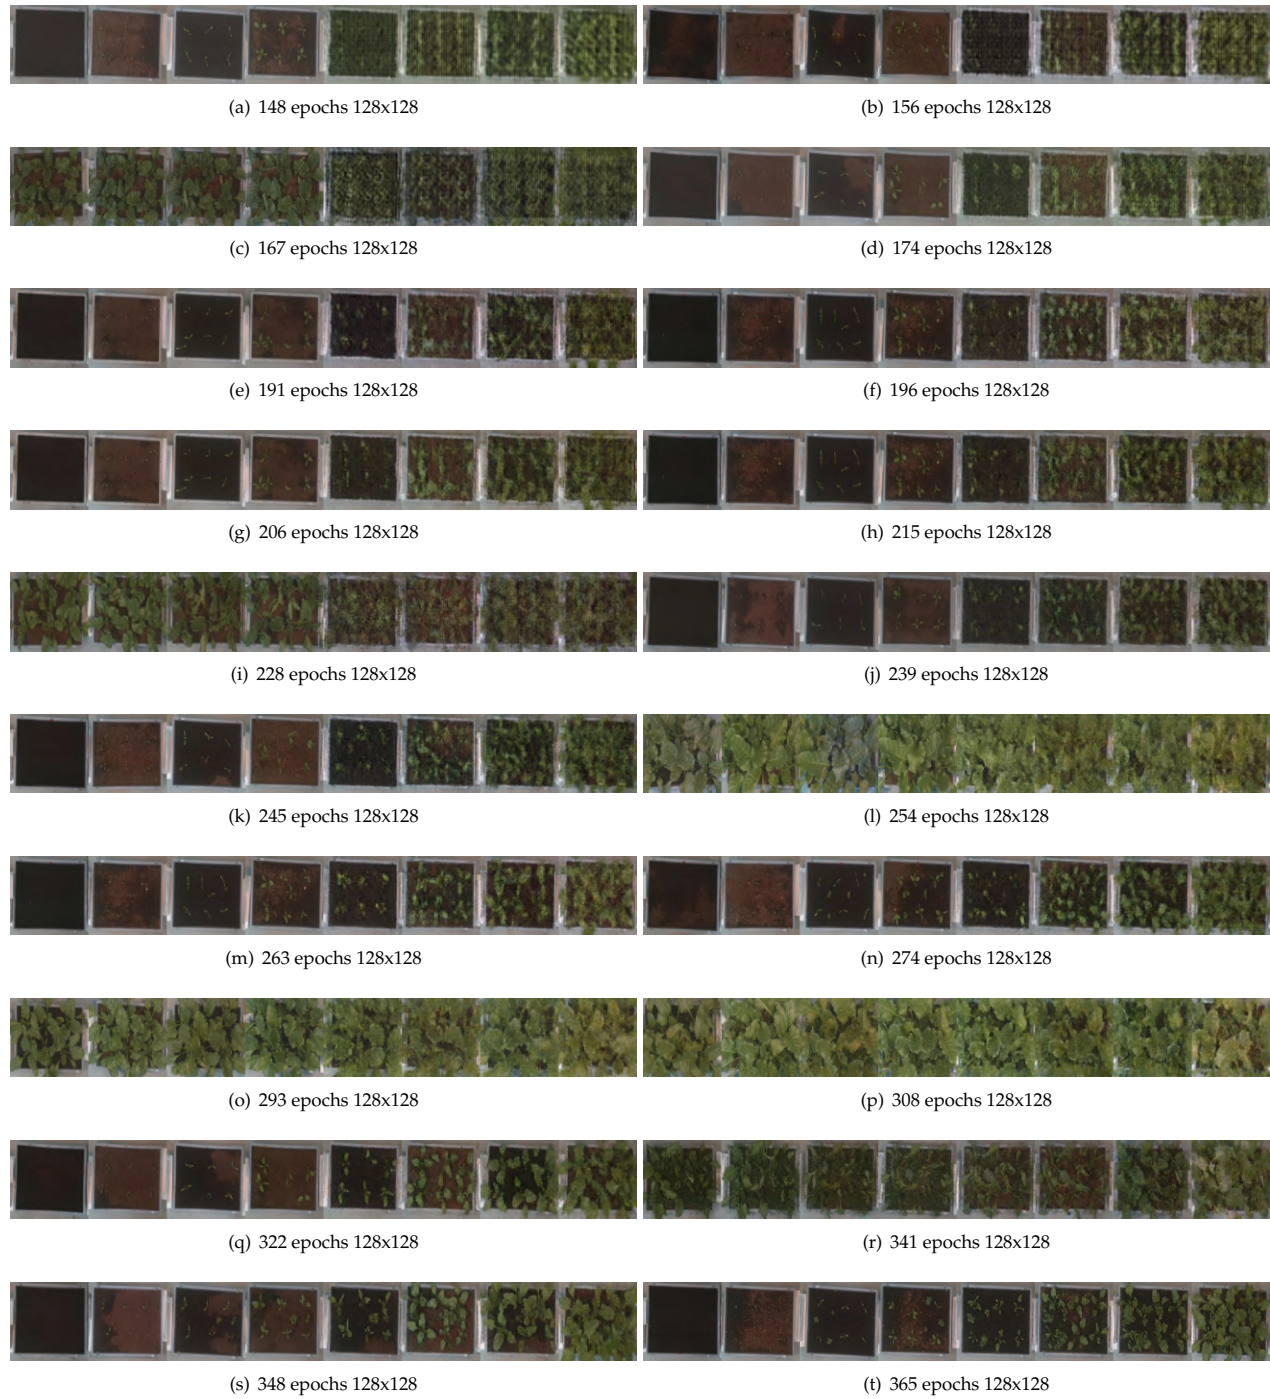 (a) 148 epochs 128x128
(b) 156 epochs 128x128
(c) 167 epochs 128x128
(d) 174 epochs 128x128
(e) 191 epochs 128x128
(f) 196 epochs 128x128
(g) 206 epochs 128x128
(h) 215 epochs 128x128
(i) 228 epochs 128x128
(j) 239 epochs 128x128
(k) 245 epochs 128x128
(l) 254 epochs 128x128
(m) 263 epochs 128x128
(n) 274 epochs 128x128
(o) 293 epochs 128x128
(p) 308 epochs 128x128
(q) 322 epochs 128x128
(r) 341 epochs 128x128
(s) 348 epochs 128x128
(t) 365 epochs 128x128